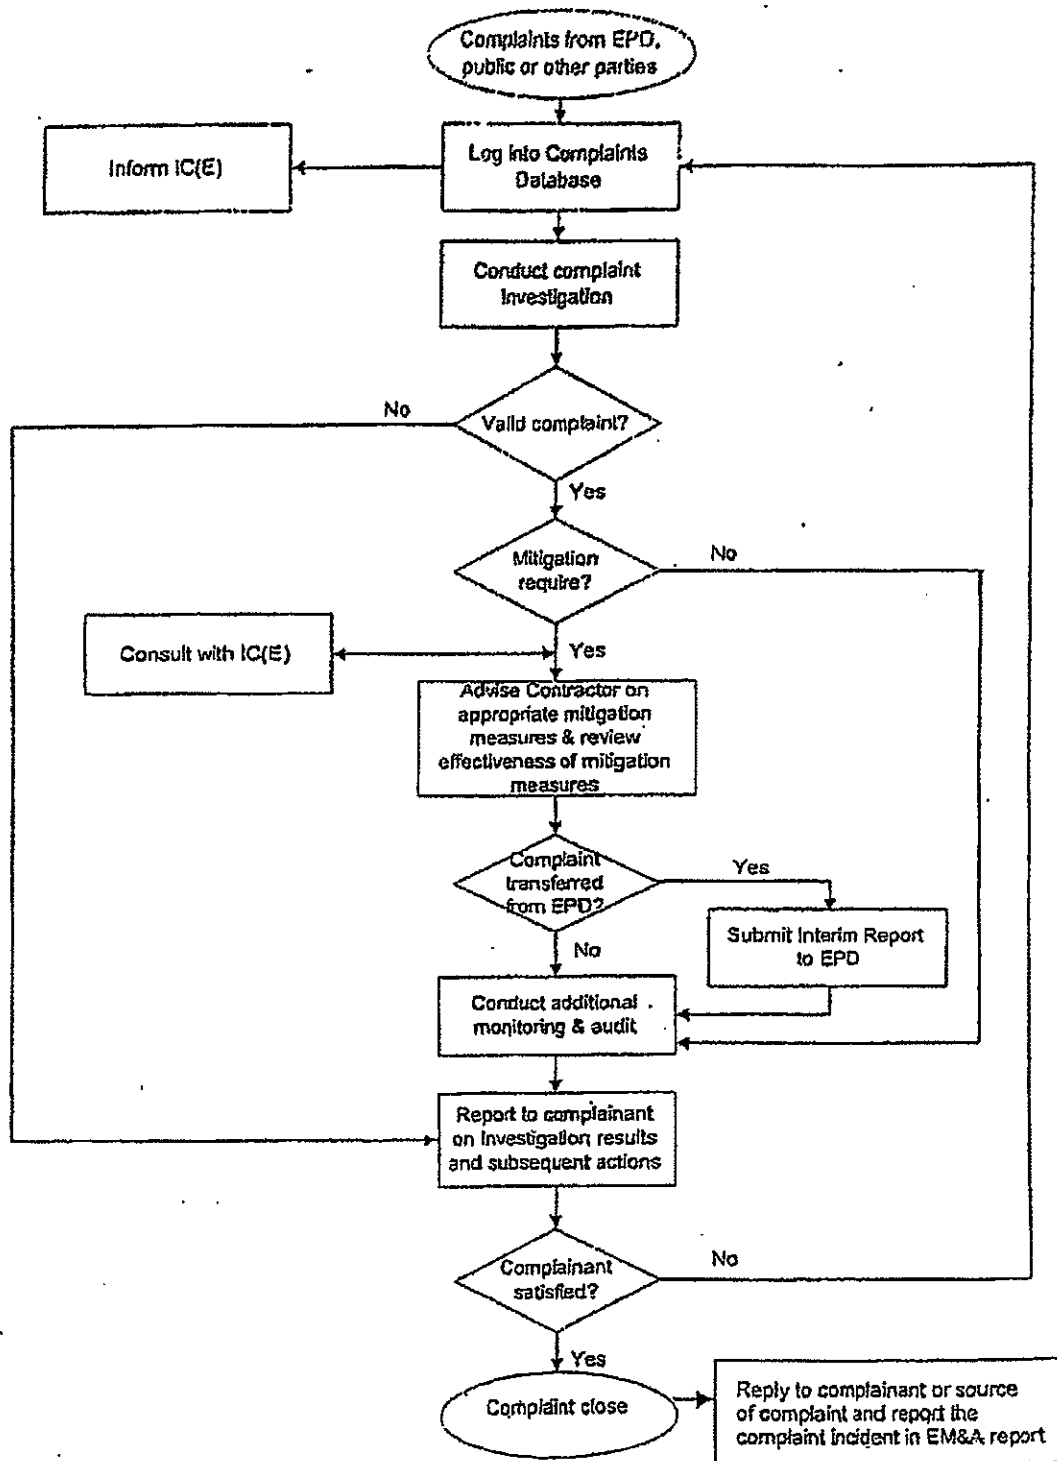 Complaints from EPD,
public or other parties
Inform IC(E)
Log into Complaints
Database
Conduct complaint
Investigation
No
Valid complaint?
Yes
Mitigation
require?
No
Consult with IC(E)
Yes
Advise Contractor on
appropriate mitigation
measures & review
effectiveness of mitigation
measures
Complaint
transferred
from EPD?
Yes
Submit Interim Report
to EPD
No
Conduct additional
monitoring & audit
Report to complainant
on investigation results
and subsequent actions
Complainant
satisfied?
No
Yes
Complaint close
Reply to complainant or source
of complaint and report the
complaint incident in EM&A report